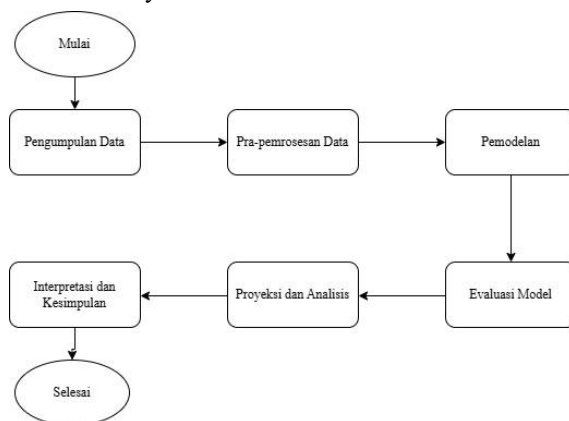 Mulai
Pengumpulan Data
Pra-pemrosesan Data
Pemodelan
Evaluasi Model
Proyeksi dan Analisis
Interpretasi dan
Kesimpulan
Selesai